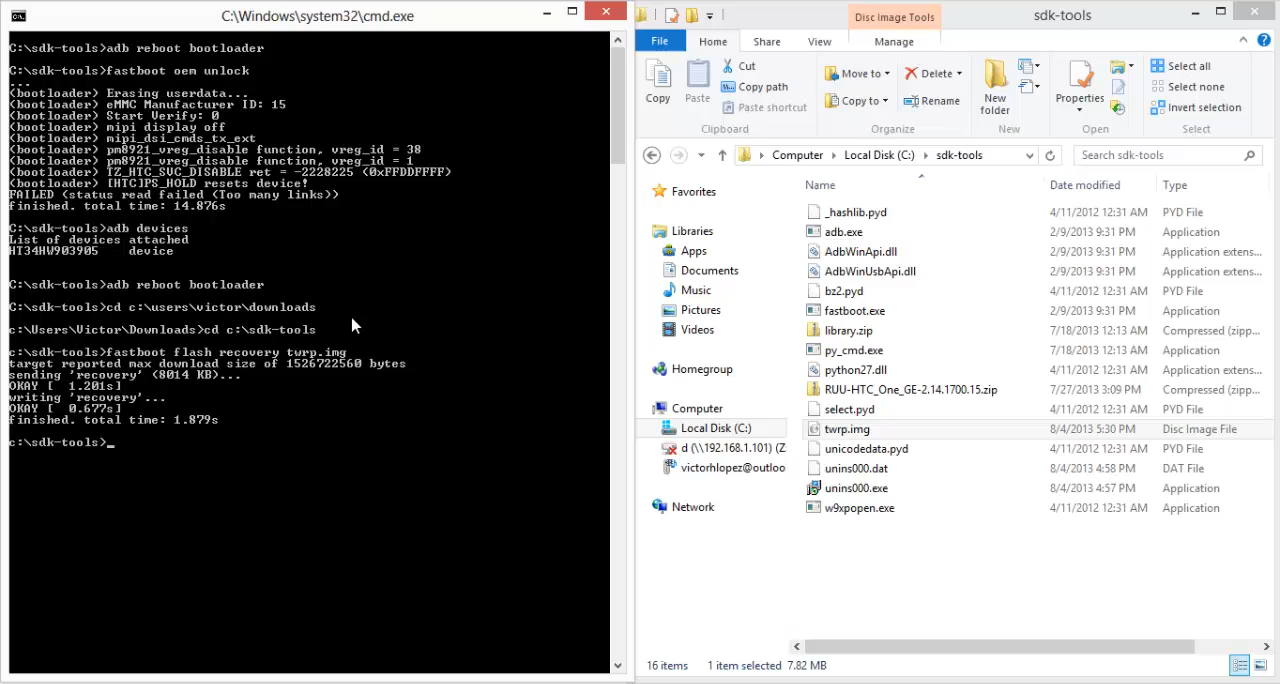 C:\Windows\system32\cmd.exe
C:\sdk-tools>adb reboot bootloader
C:\sdk-tools>fastboot oem unlock
...
(bootloader) Erasing userdata...
(bootloader) eMMC Manufacturer ID: 15
(bootloader) Start Verify: 0
(bootloader) mipi display off
(bootloader) mipi_dsi_cmds_tx_ext
(bootloader) pm8921_vreg_disable function, vreg_id = 38
(bootloader) pm8921_vreg_disable function, vreg_id = 1
(bootloader) TZ_HTC_SVC_DISABLE ret = -2228225 (0xFFDDFFFF)
(bootloader) [HTC]PS_HOLD resets device!
FAILED (status read failed (Too many links))
finished. total time: 14.876s
C:\sdk-tools>adb devices
List of devices attached
HT34HW903905 device
C:\sdk-tools>adb reboot bootloader
C:\sdk-tools>cd c:\users\victor\downloads
c:\Users\Victor\Downloads>cd c:\sdk-tools
c:\sdk-tools>fastboot flash recovery twrp.img
target reported max download size of 1526722560 bytes
sending 'recovery' (8014 KB)...
OKAY [ 1.201s]
writing 'recovery'...
OKAY [ 0.677s]
finished. total time: 1.879s
c:\sdk-tools>_
Disc Image Tools
sdk-tools
File Home Share View Manage
Copy
Paste
Cut
Copy path
Paste shortcut
Clipboard
Move to
Copy to
Delete
Rename
Organize
New folder
New
Properties
Open
Select all
Select none
Invert selection
Select
Computer Local Disk (C:) sdk-tools
Search sdk-tools
Favorites
Libraries
Apps
Documents
Music
Pictures
Videos
Homegroup
Computer
Local Disk (C:)
d (\\192.168.1.101) (Z
victorhlopez@outloo
Network
Name Date modified Type
_hashlib.pyd 4/11/2012 12:31 AM PYD File
adb.exe 2/9/2013 9:31 PM Application
AdbWinApi.dll 2/9/2013 9:31 PM Application extens...
AdbWinUsbApi.dll 2/9/2013 9:31 PM Application extens...
bz2.pyd 4/11/2012 12:31 AM PYD File
fastboot.exe 2/9/2013 9:31 PM Application
library.zip 7/18/2013 12:13 AM Compressed (zipp...
py_cmd.exe 7/18/2013 12:13 AM Application
python27.dll 4/11/2012 12:31 AM Application extens...
RUU-HTC_One_GE-2.14.1700.15.zip 7/27/2013 3:09 PM Compressed (zipp...
select.pyd 4/11/2012 12:31 AM PYD File
twrp.img 8/4/2013 5:30 PM Disc Image File
unicodedata.pyd 4/11/2012 12:31 AM PYD File
unins000.dat 8/4/2013 4:58 PM DAT File
unins000.exe 8/4/2013 4:57 PM Application
w9xpopen.exe 4/11/2012 12:31 AM Application
16 items 1 item selected 7.82 MB